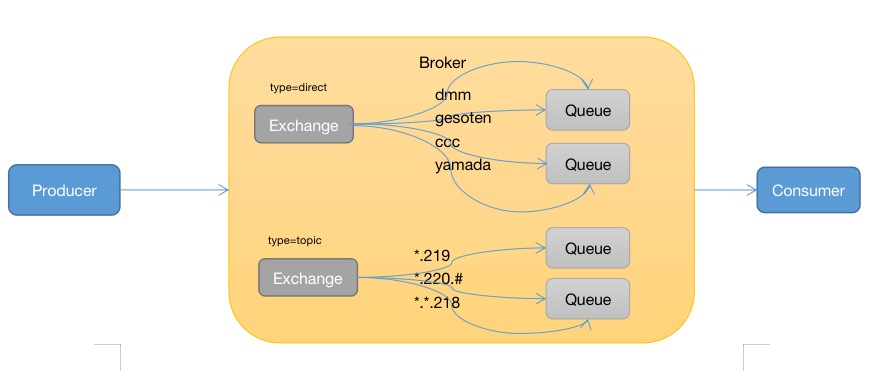 Broker
type=direct
Exchange
dmm
gesoten
ccc
yamada
Queue
Queue
Producer
Consumer
type=topic
Exchange
*.219
*.220.#
*.*.218
Queue
Queue